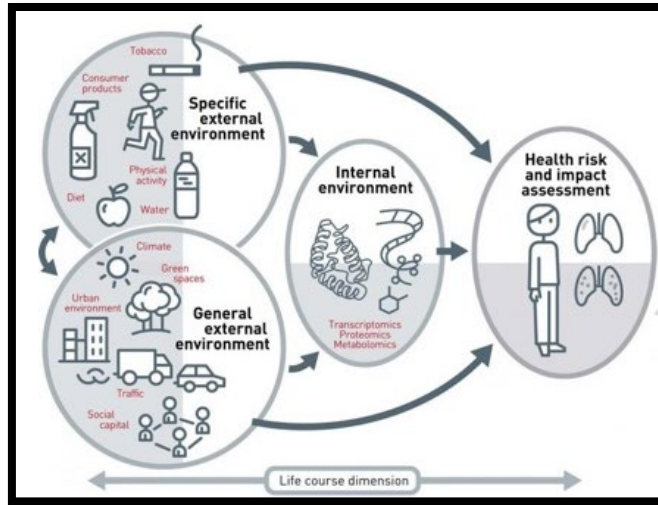 Tobacco
Consumer
products
Specific
external
environment
Physical
activity
Diet
Water
Climate
Green
spaces
Urban
environment
General
external
environment
Traffic
Social
capital
Internal
environment
Transcriptomics
Proteomics
Metabolomics
Health risk
and impact
assessment
Life course dimension